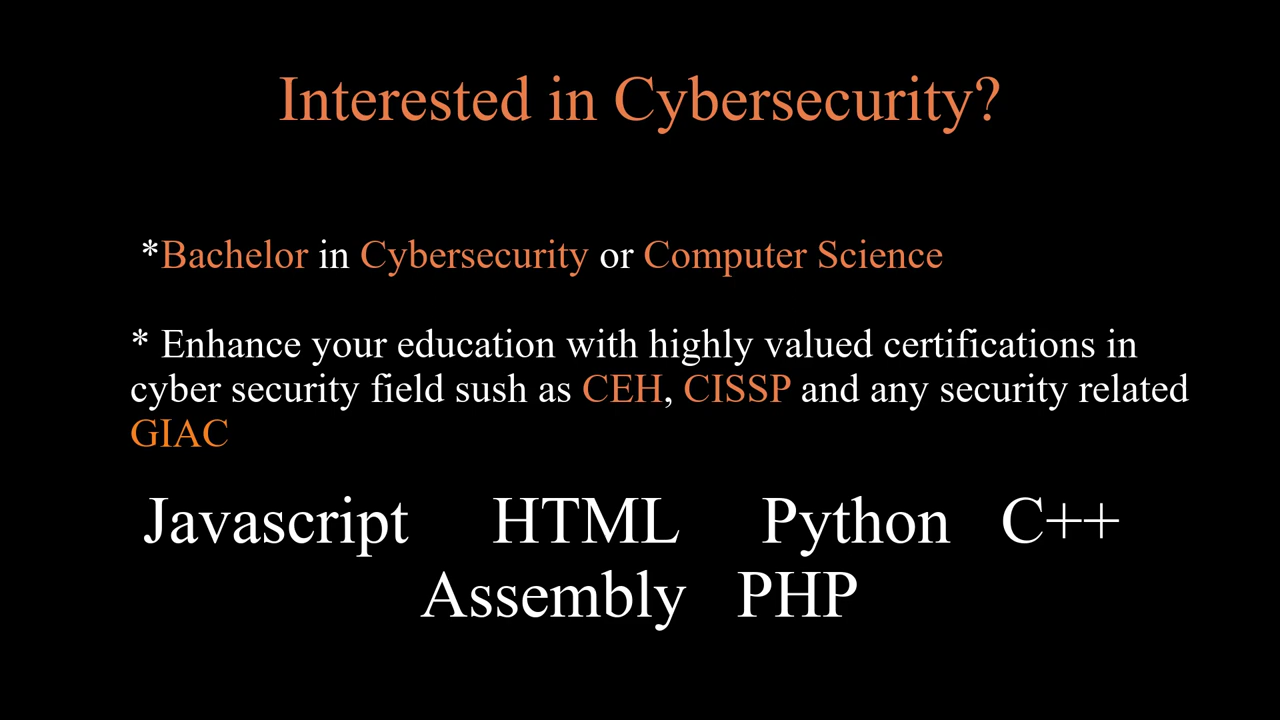 Interested in Cybersecurity?
*Bachelor in Cybersecurity or Computer Science
* Enhance your education with highly valued certifications in
cyber security field sush as CEH, CISSP and any security related
GIAC
Javascript HTML Python C++
Assembly PHP